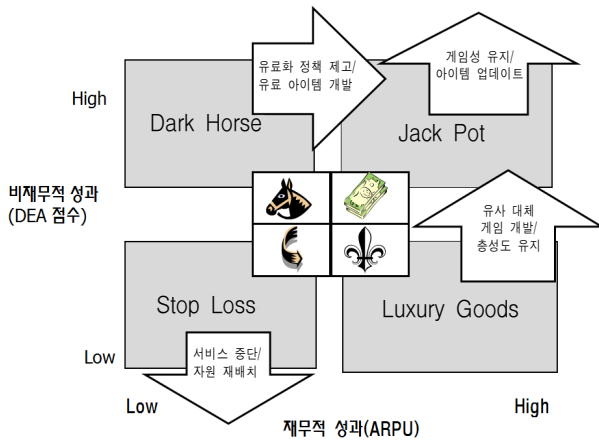 유료화 정책 제고/
유료 아이템 개발
게임성 유지/
아이템 업데이트
High
Dark Horse
Jack Pot
비재무적 성과
(DEA 점수)
유사 대체
게임 개발/
충성도 유지
Stop Loss
Luxury Goods
Low
서비스 중단/
자원 재배치
Low
High
재무적 성과(ARPU)